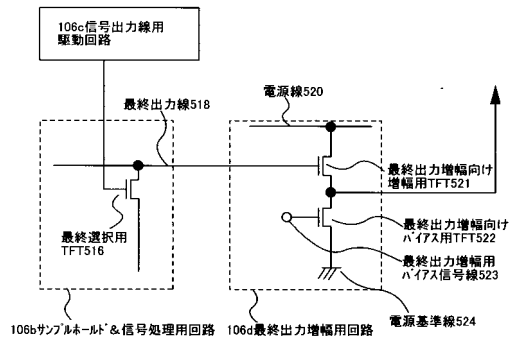 106c信号出力線用
駆動回路
最終出力線518
電源線520
最終出力増幅向け
増幅用TFT521
最終出力増幅向け
バイアス用TFT522
最終選択用
TFT516
最終出力増幅用
バイアス信号線523
電源基準線524
106bサンプルホールド&信号処理用回路
106d最終出力増幅用回路